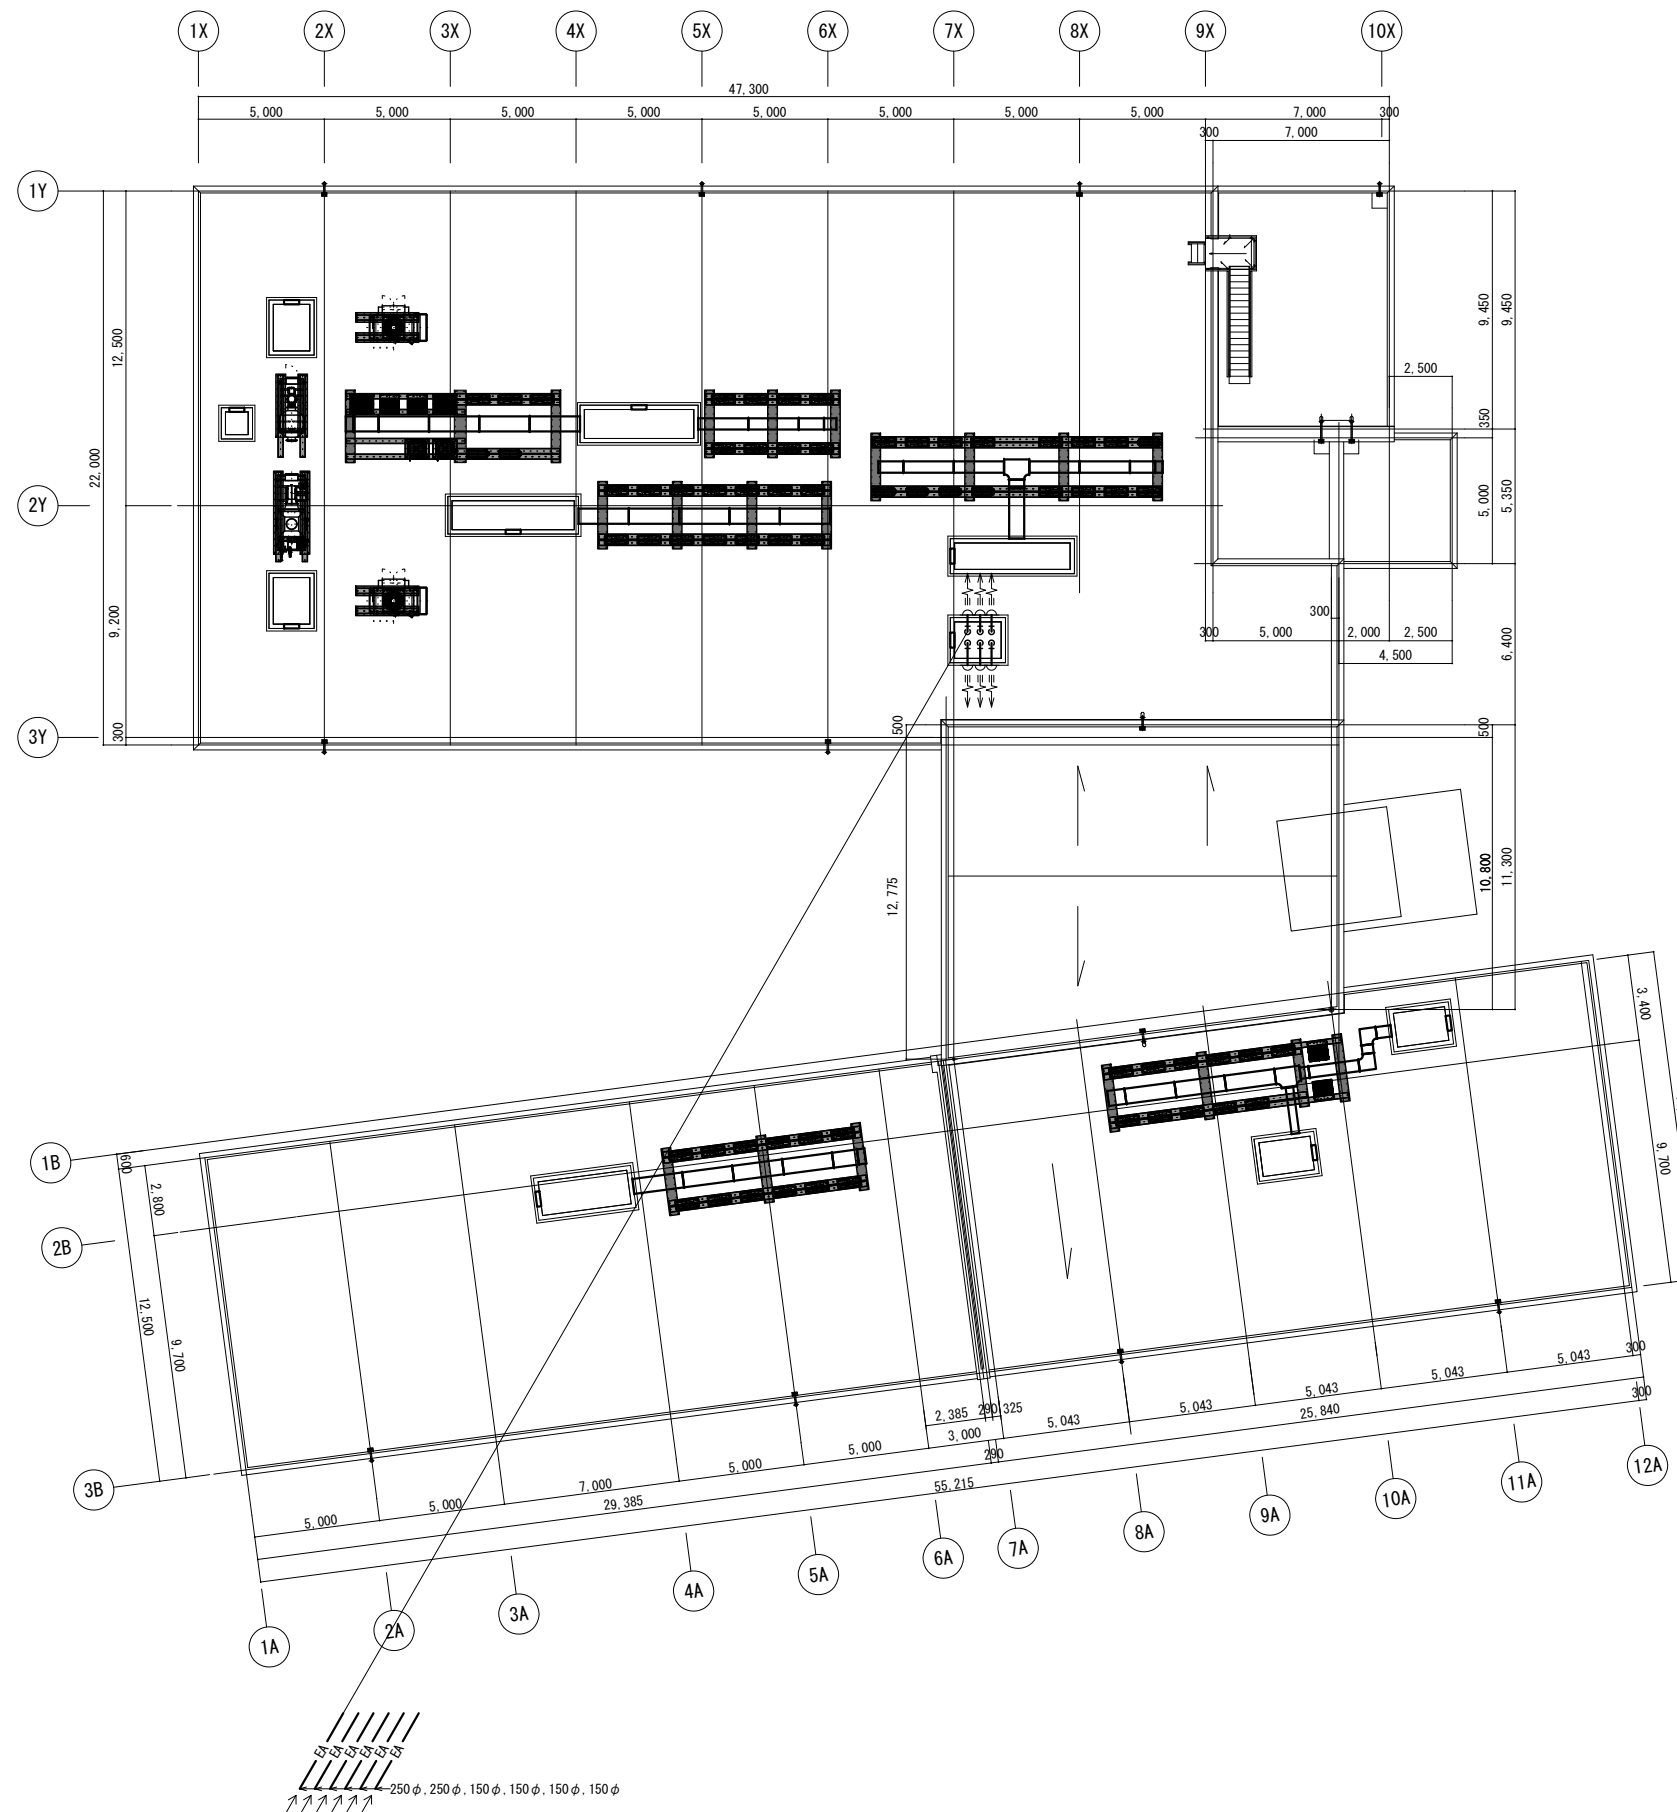 1X 2X 3X 4X 5X 6X 7X 8X 9X 10X
47,300
5,000 5,000 5,000 5,000 5,000 5,000 5,000 5,000 7,000 300
300 7,000
1Y
12,500
22,000
9,450 9,450
2,500
350
2Y
5,000 5,350
9,200
300
300 5,000 2,000 2,500
4,500
6,400
3Y
300
500
500
12,775
10,800
11,300
3,400
9,700
1B
600
2,800
2B
12,500
9,700
3B
300
5,043
5,043
5,043
5,043
5,043
2,385 290 325
3,000
300
25,840
290
5,000
5,000
7,000
5,000
5,000
55,215
29,385
12A
11A
10A
9A
8A
7A
6A
5A
4A
3A
2A
1A
EA EA EA EA EA EA
250φ,250φ,150φ,150φ,150φ,150φ